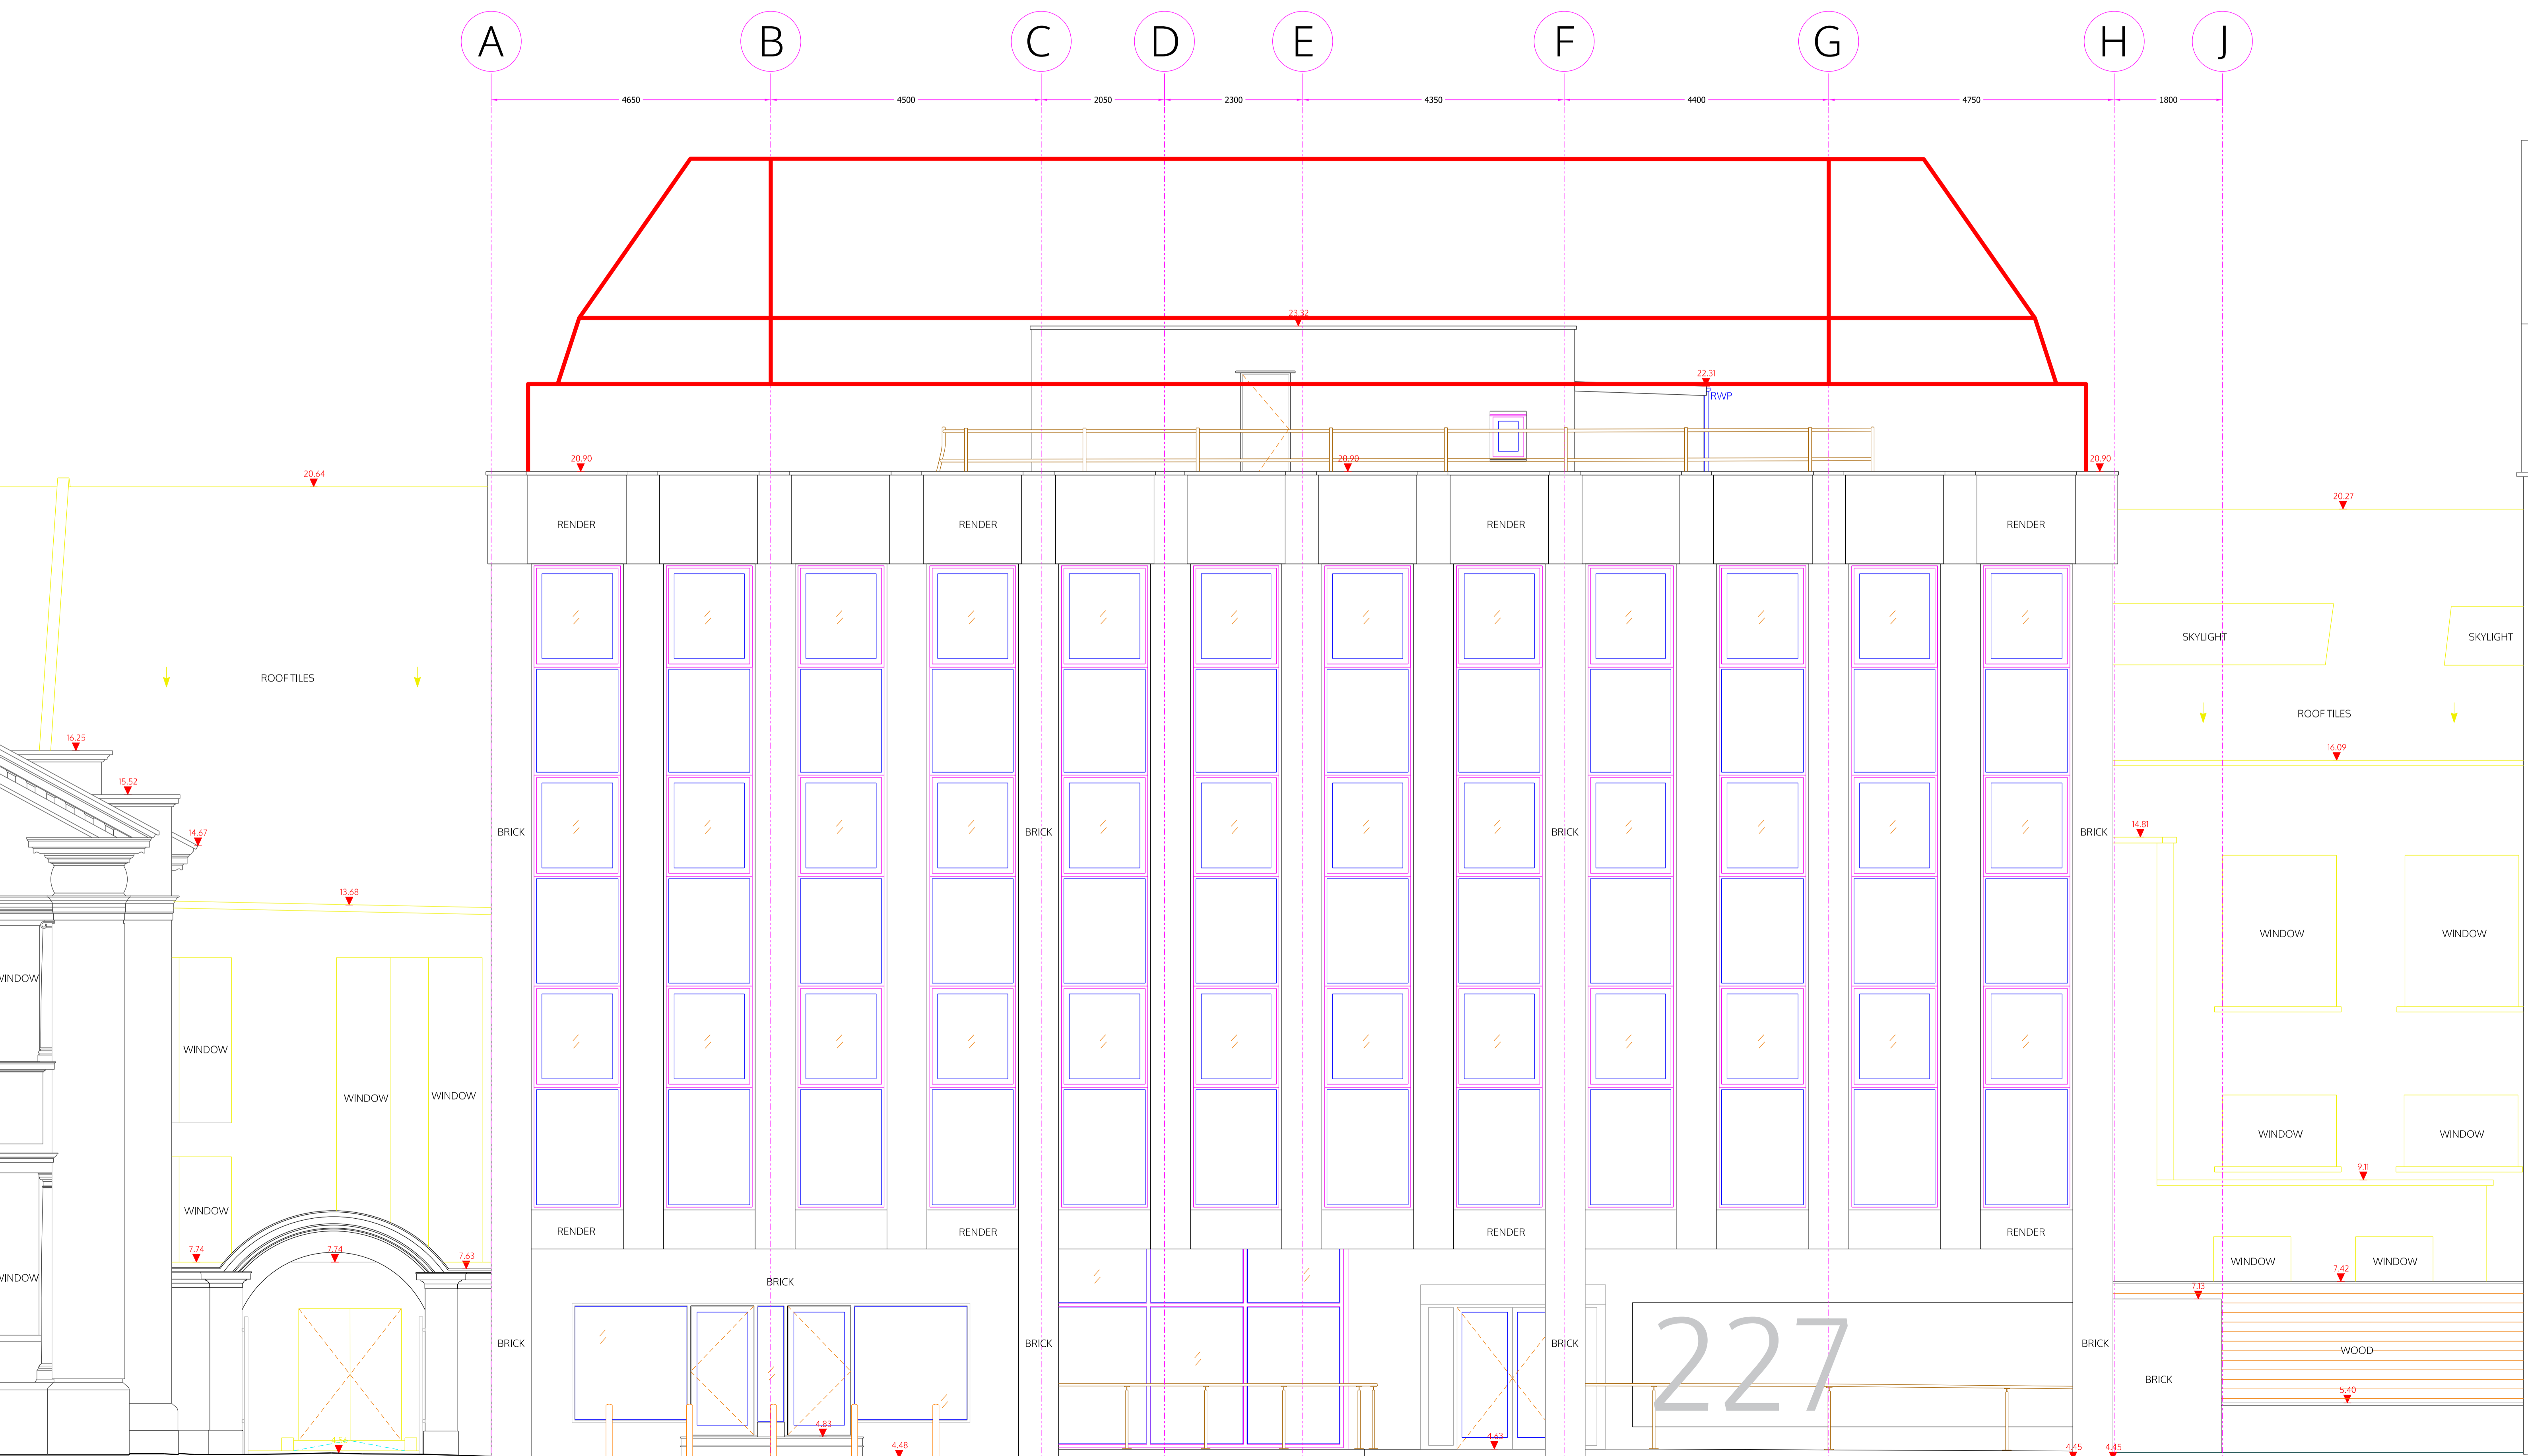 A B C D E F G H J
4650 4500 2050 2300 4350 4400 4750 1800
23.32
22.31
RWP
20.90 20.90 20.90
20.64
20.27
RENDER RENDER RENDER RENDER
SKYLIGHT SKYLIGHT
ROOF TILES
ROOF TILES
16.25
16.09
15.52
14.67
14.81
BRICK BRICK BRICK BRICK
13.68
WINDOW WINDOW
WINDOW
WINDOW
WINDOW WINDOW
WINDOW WINDOW
9.11
WINDOW
RENDER RENDER RENDER RENDER
7.74 7.74 7.63
WINDOW WINDOW
WINDOW
BRICK
7.42
7.13
227
BRICK BRICK BRICK BRICK
WOOD
BRICK
5.40
4.83
4.63
4.48
4.45 4.45